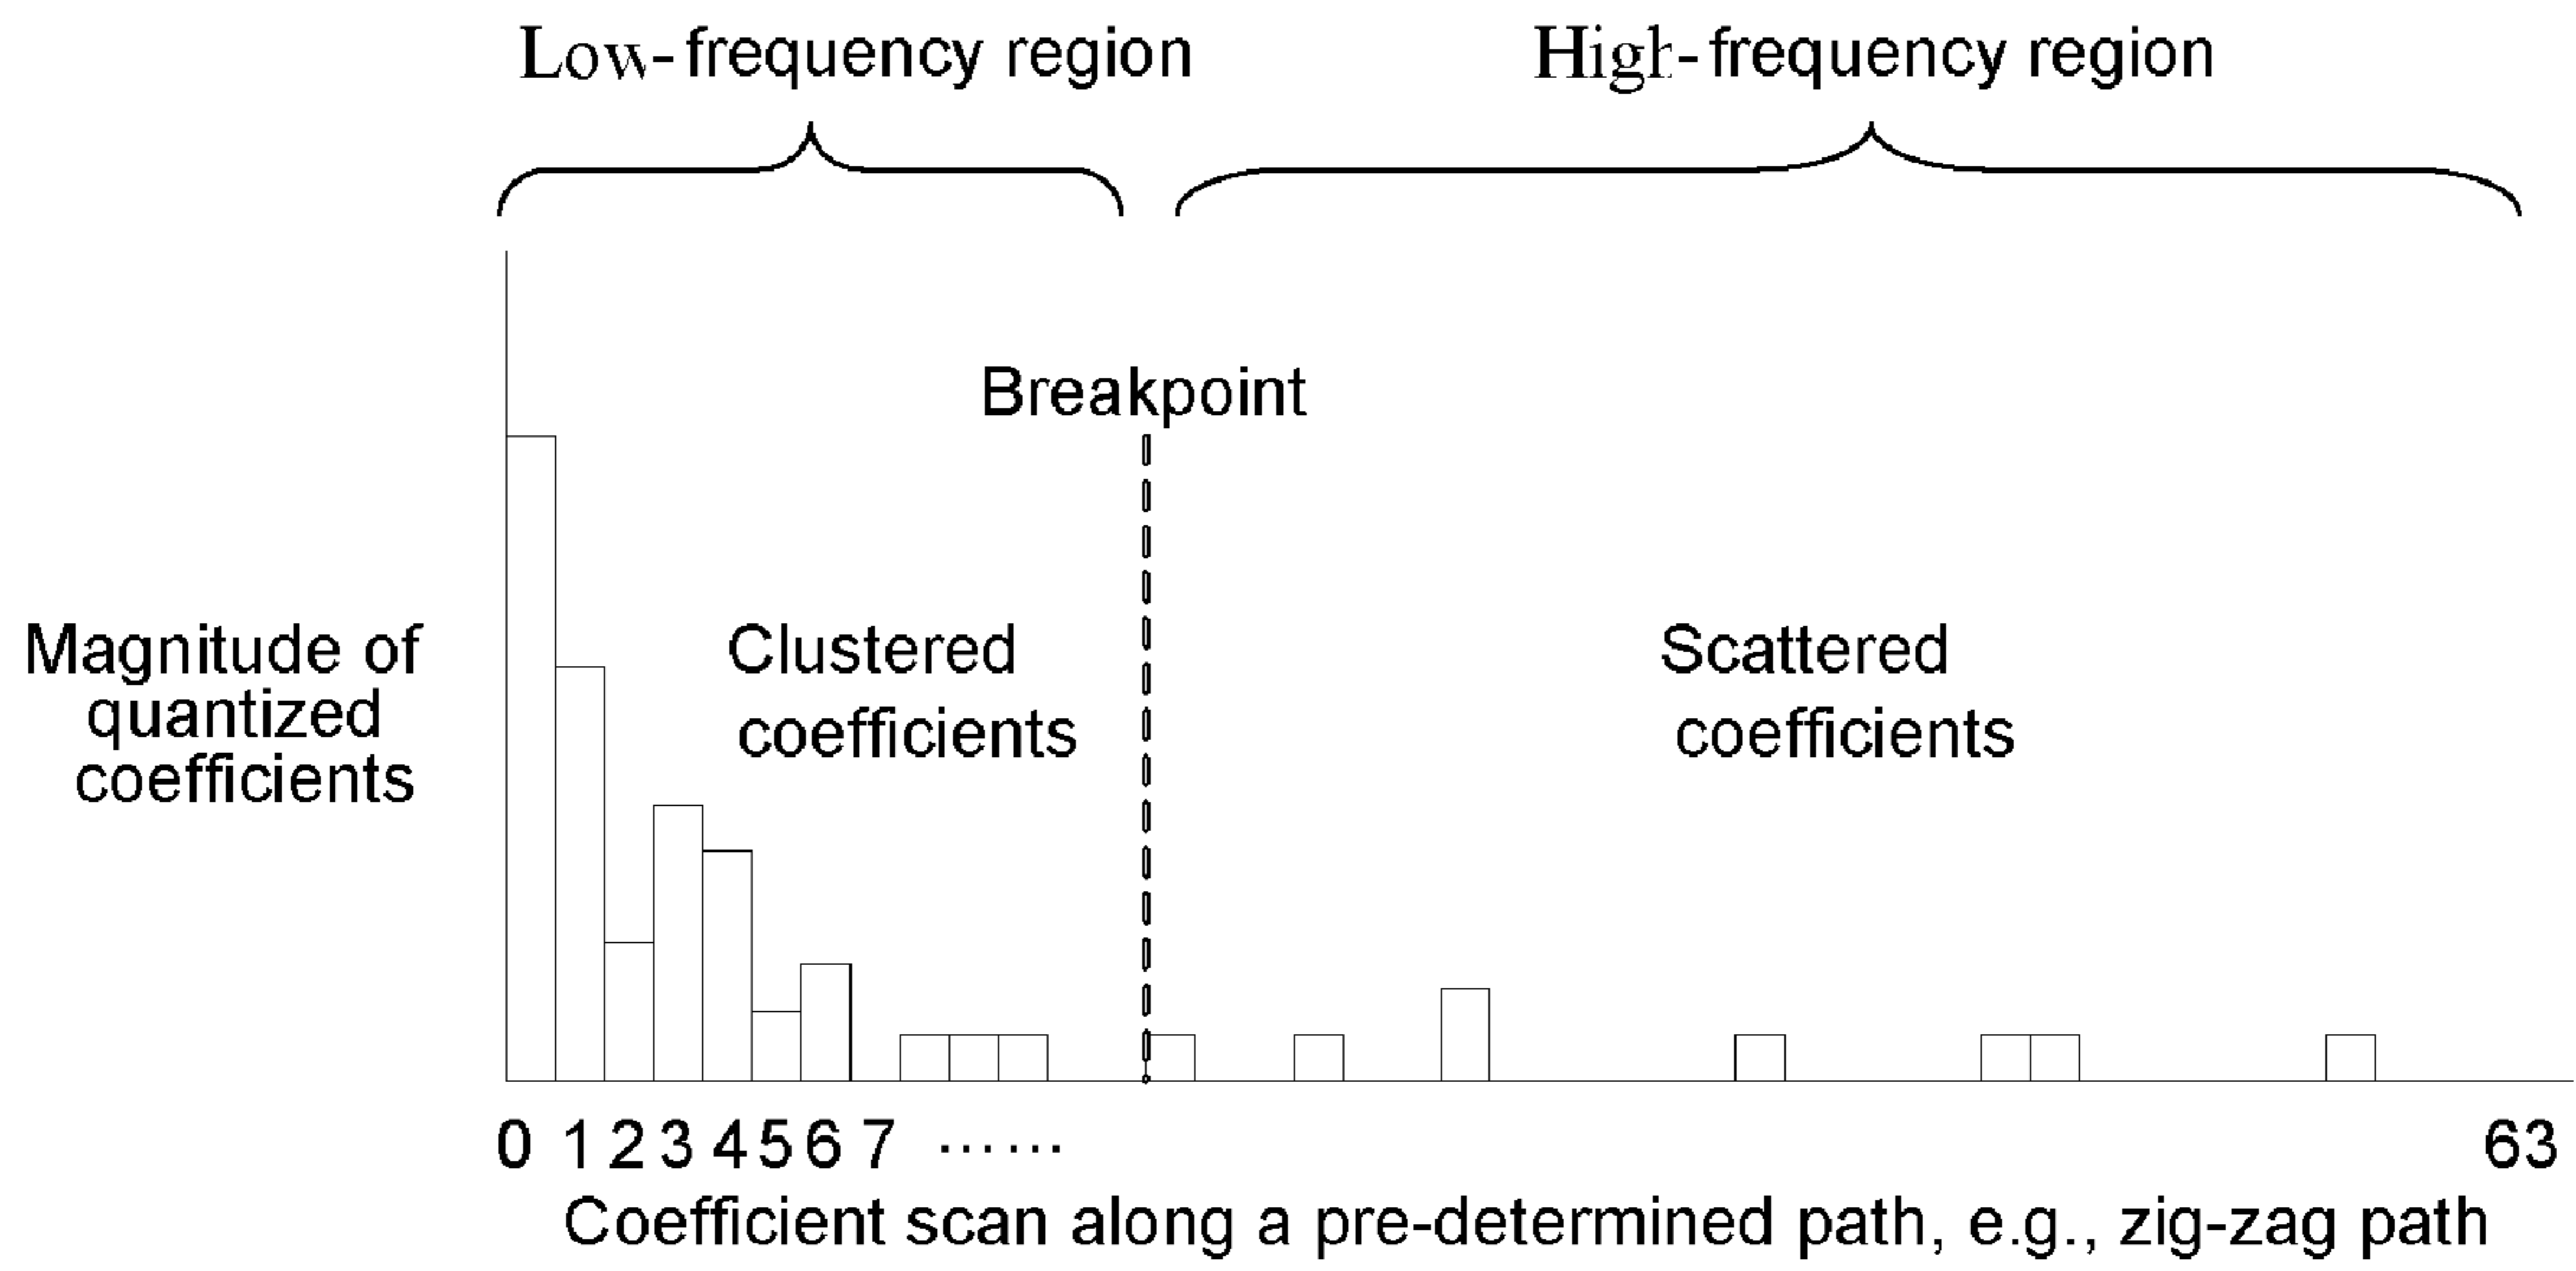 Low-frequency region
High-frequency region
Breakpoint
Magnitude of
quantized
coefficients
Clustered
coefficients
Scattered
coefficients
0 1 2 3 4 5 6 7 ...... 63
Coefficient scan along a pre-determined path, e.g., zig-zag path